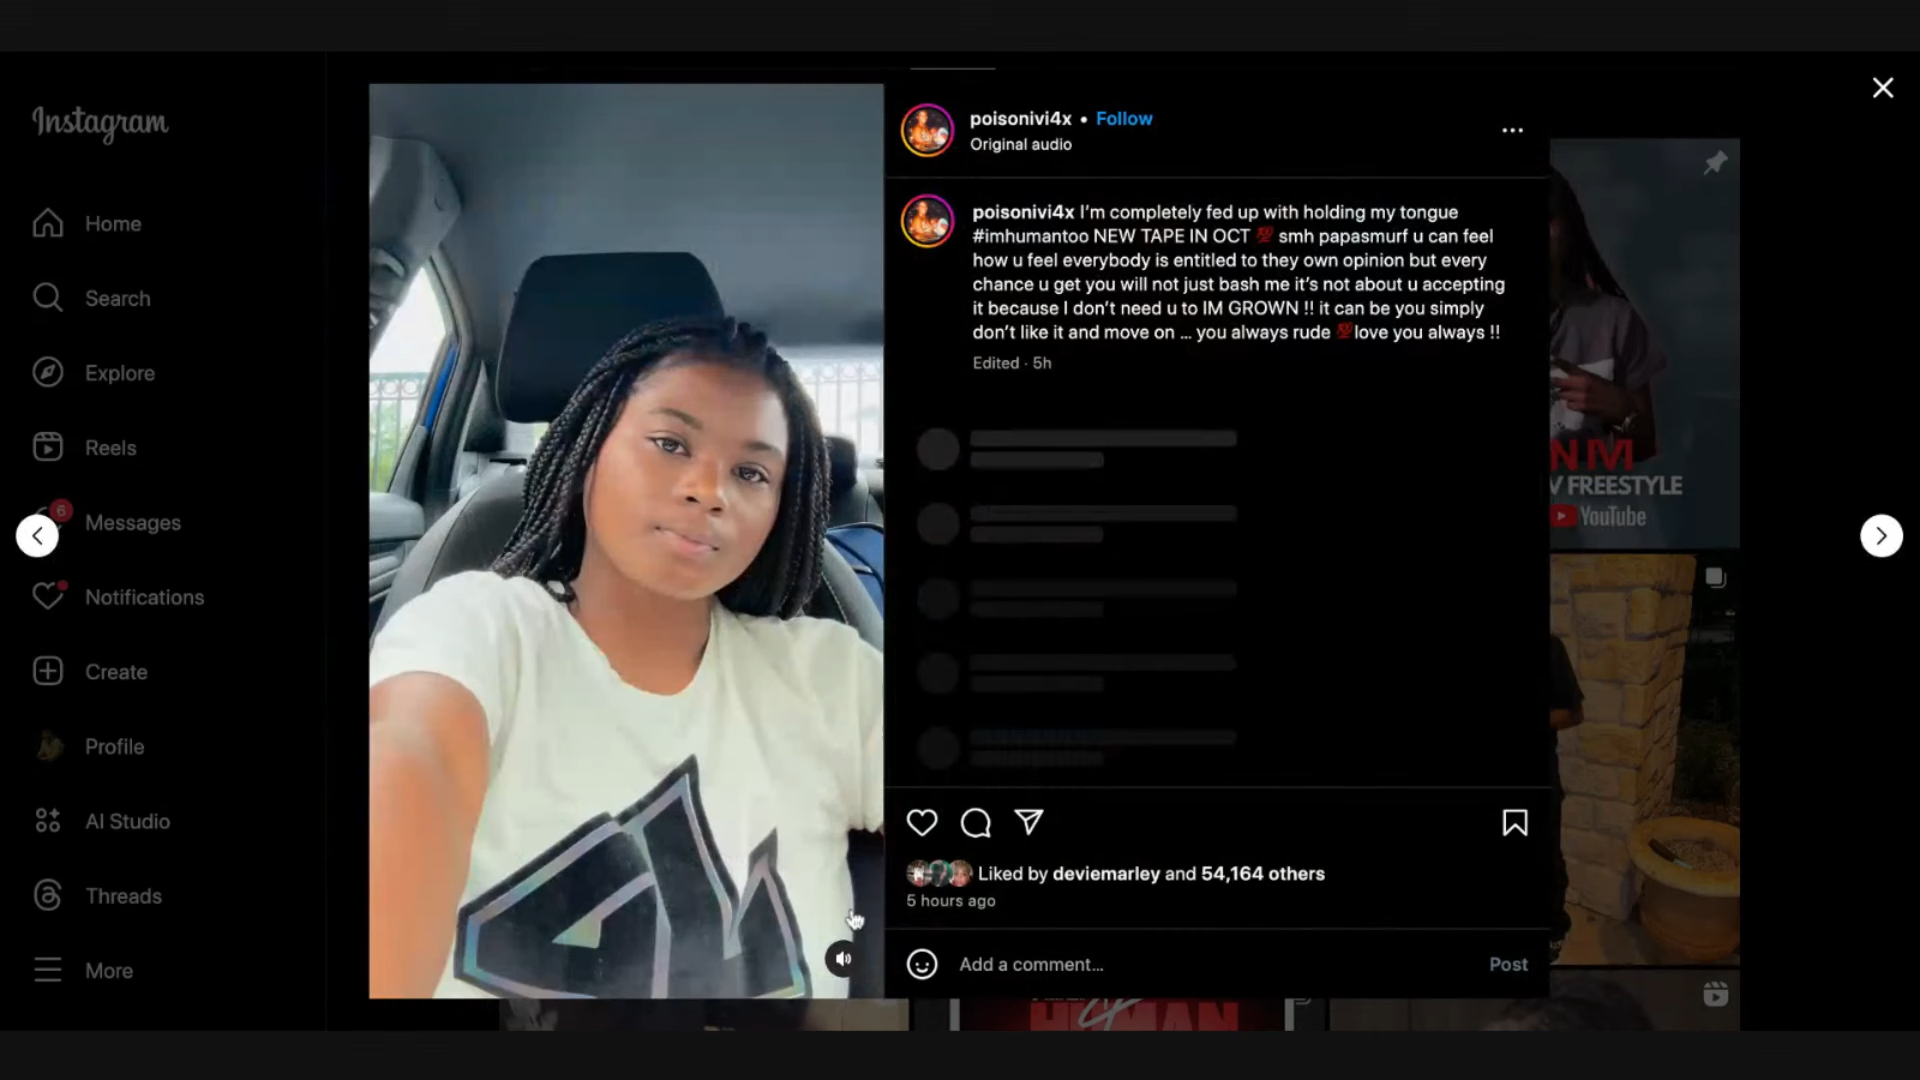 Instagram
Home
Search
Explore
Reels
6
Messages
Notifications
Create
Profile
AI Studio
Threads
More
poisonivi4x • Follow
Original audio
poisonivi4x I'm completely fed up with holding my tongue
#imhumantoo NEW TAPE IN OCT 💯 smh papasmurf u can feel
how u feel everybody is entitled to they own opinion but every
chance u get you will not just bash me it's not about u accepting
it because I don't need u to IM GROWN !! it can be you simply
don't like it and move on ... you always rude 💯love you always !!
Edited · 5h
Liked by deviemarley and 54,164 others
5 hours ago
Add a comment...
Post
N IVI
V FREESTYLE
YouTube